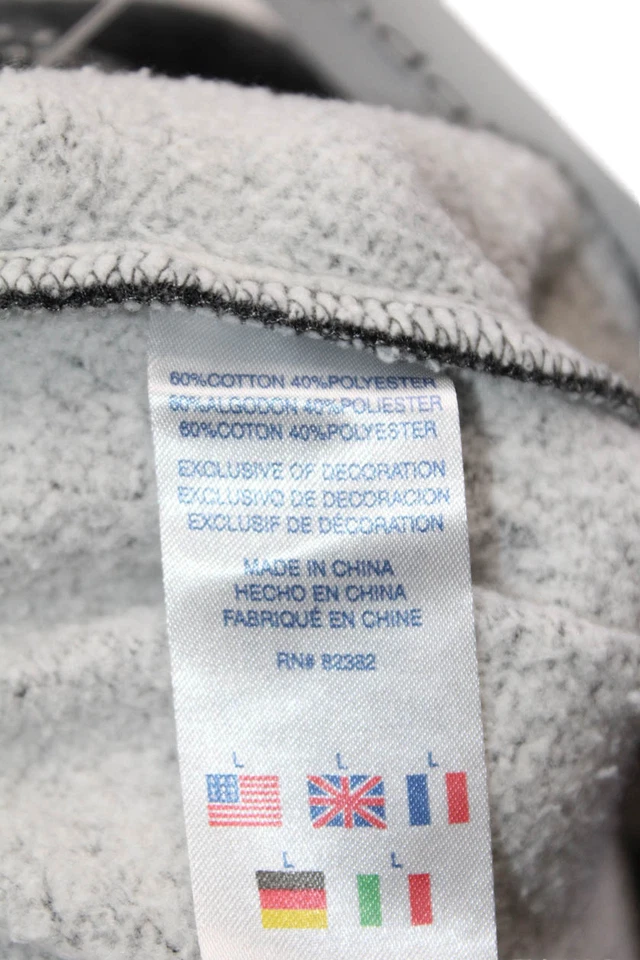 60%COTTON 40%POLYESTER
60%ALGODON 40%POLIESTER
60%COTON 40%POLYESTER
EXCLUSIVE OF DECORATION
EXCLUSIVO DE DECORACION
EXCLUSIF DE DÉCORATION
MADE IN CHINA
HECHO EN CHINA
FABRIQUÉ EN CHINE
RN# 82382
L L L
L L